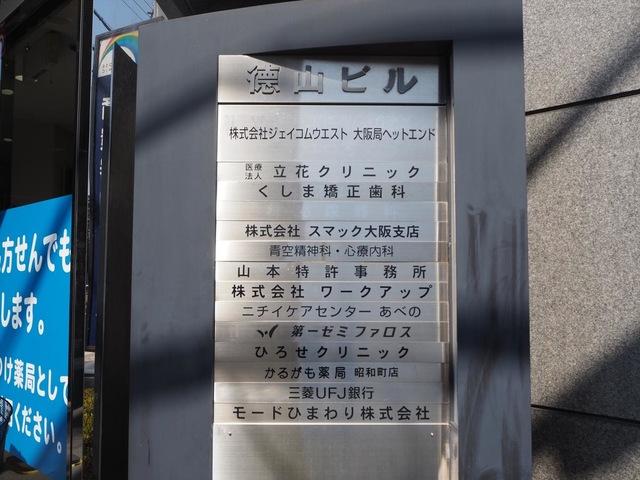 徳山ビル
株式会社ジェイコムウエスト 大阪局ヘットエンド
医療法人 立花クリニック
くしま矯正歯科
株式会社 スマック大阪支店
青空精神科・心療内科
山本特許事務所
株式会社 ワークアップ
ニチイケアセンター あべの
第一ゼミファロス
ひろせクリニック
かるがも薬局 昭和町店
三菱UFJ銀行
モードひまわり株式会社
方せんでも
します。
け薬局として
ください。